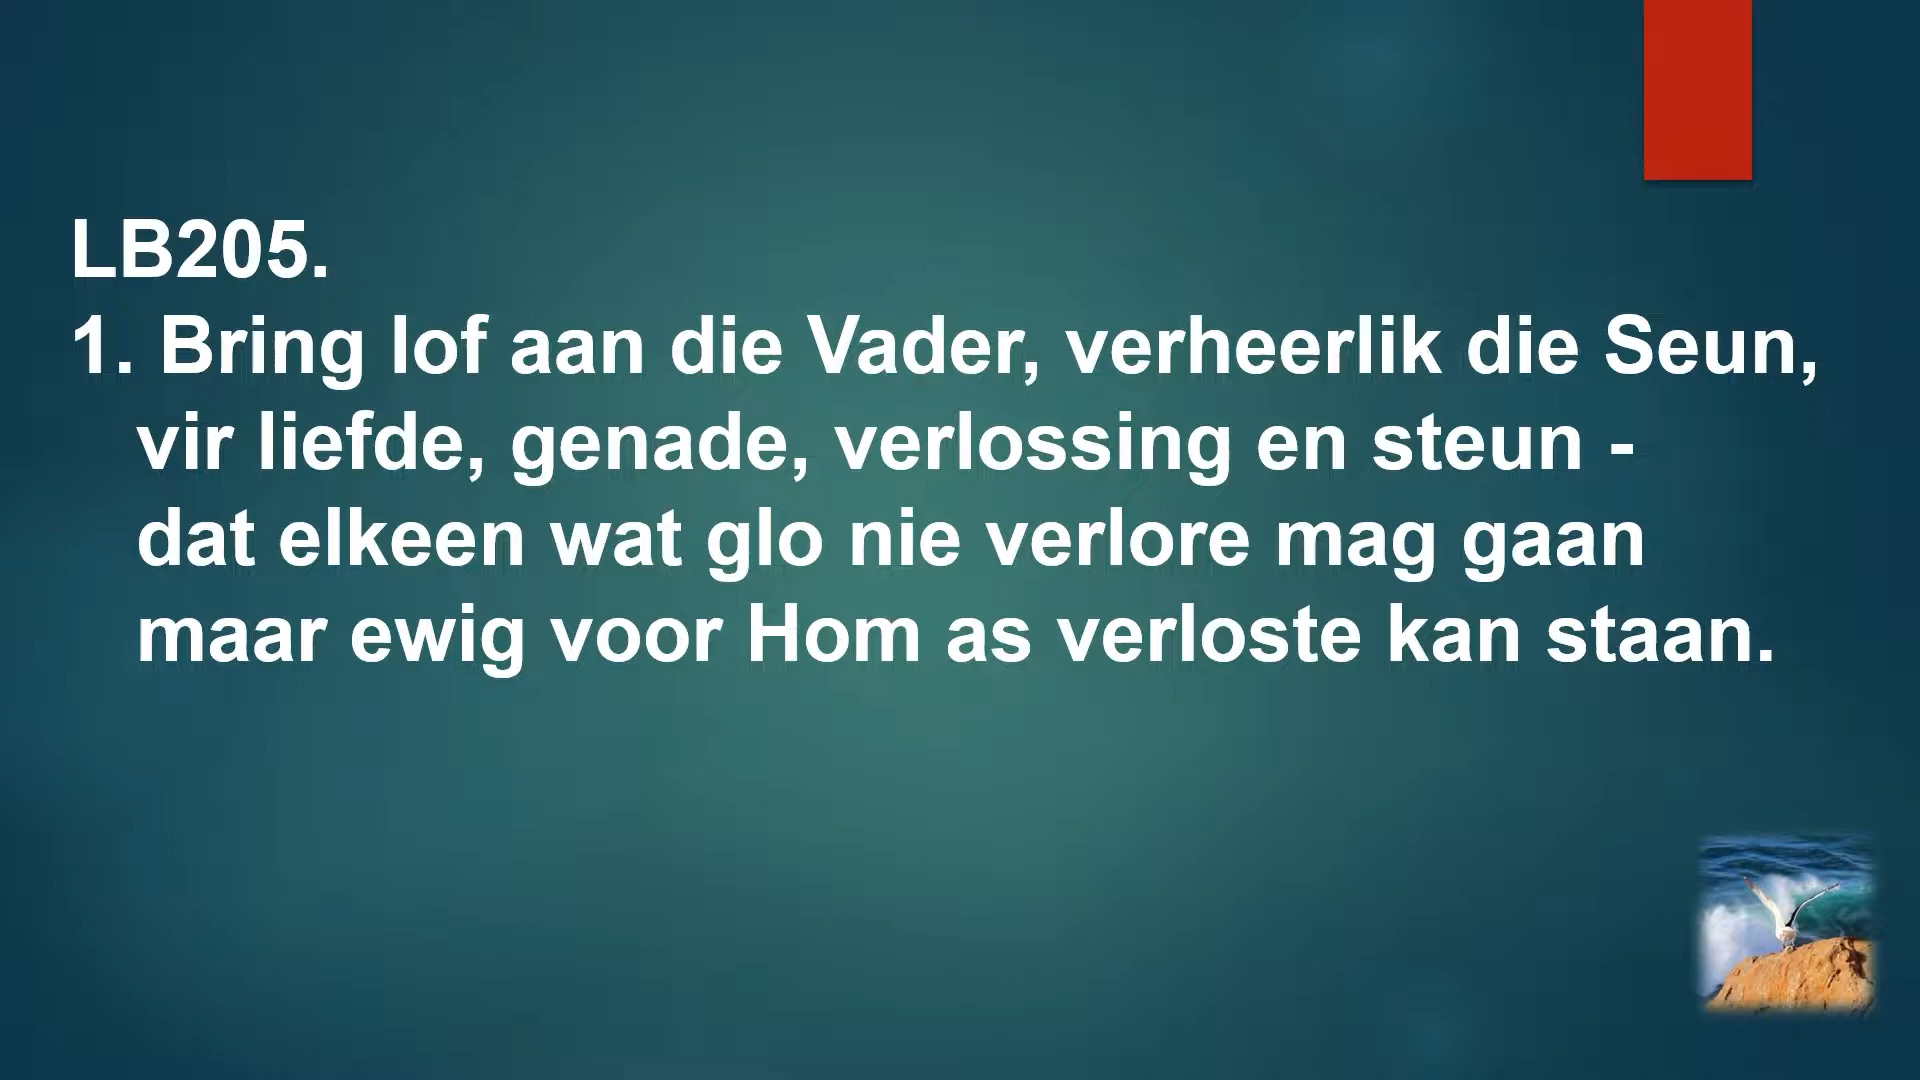 LB205.
1. Bring lof aan die Vader, verheerlik die Seun,
vir liefde, genade, verlossing en steun -
dat elkeen wat glo nie verlore mag gaan
maar ewig voor Hom as verloste kan staan.